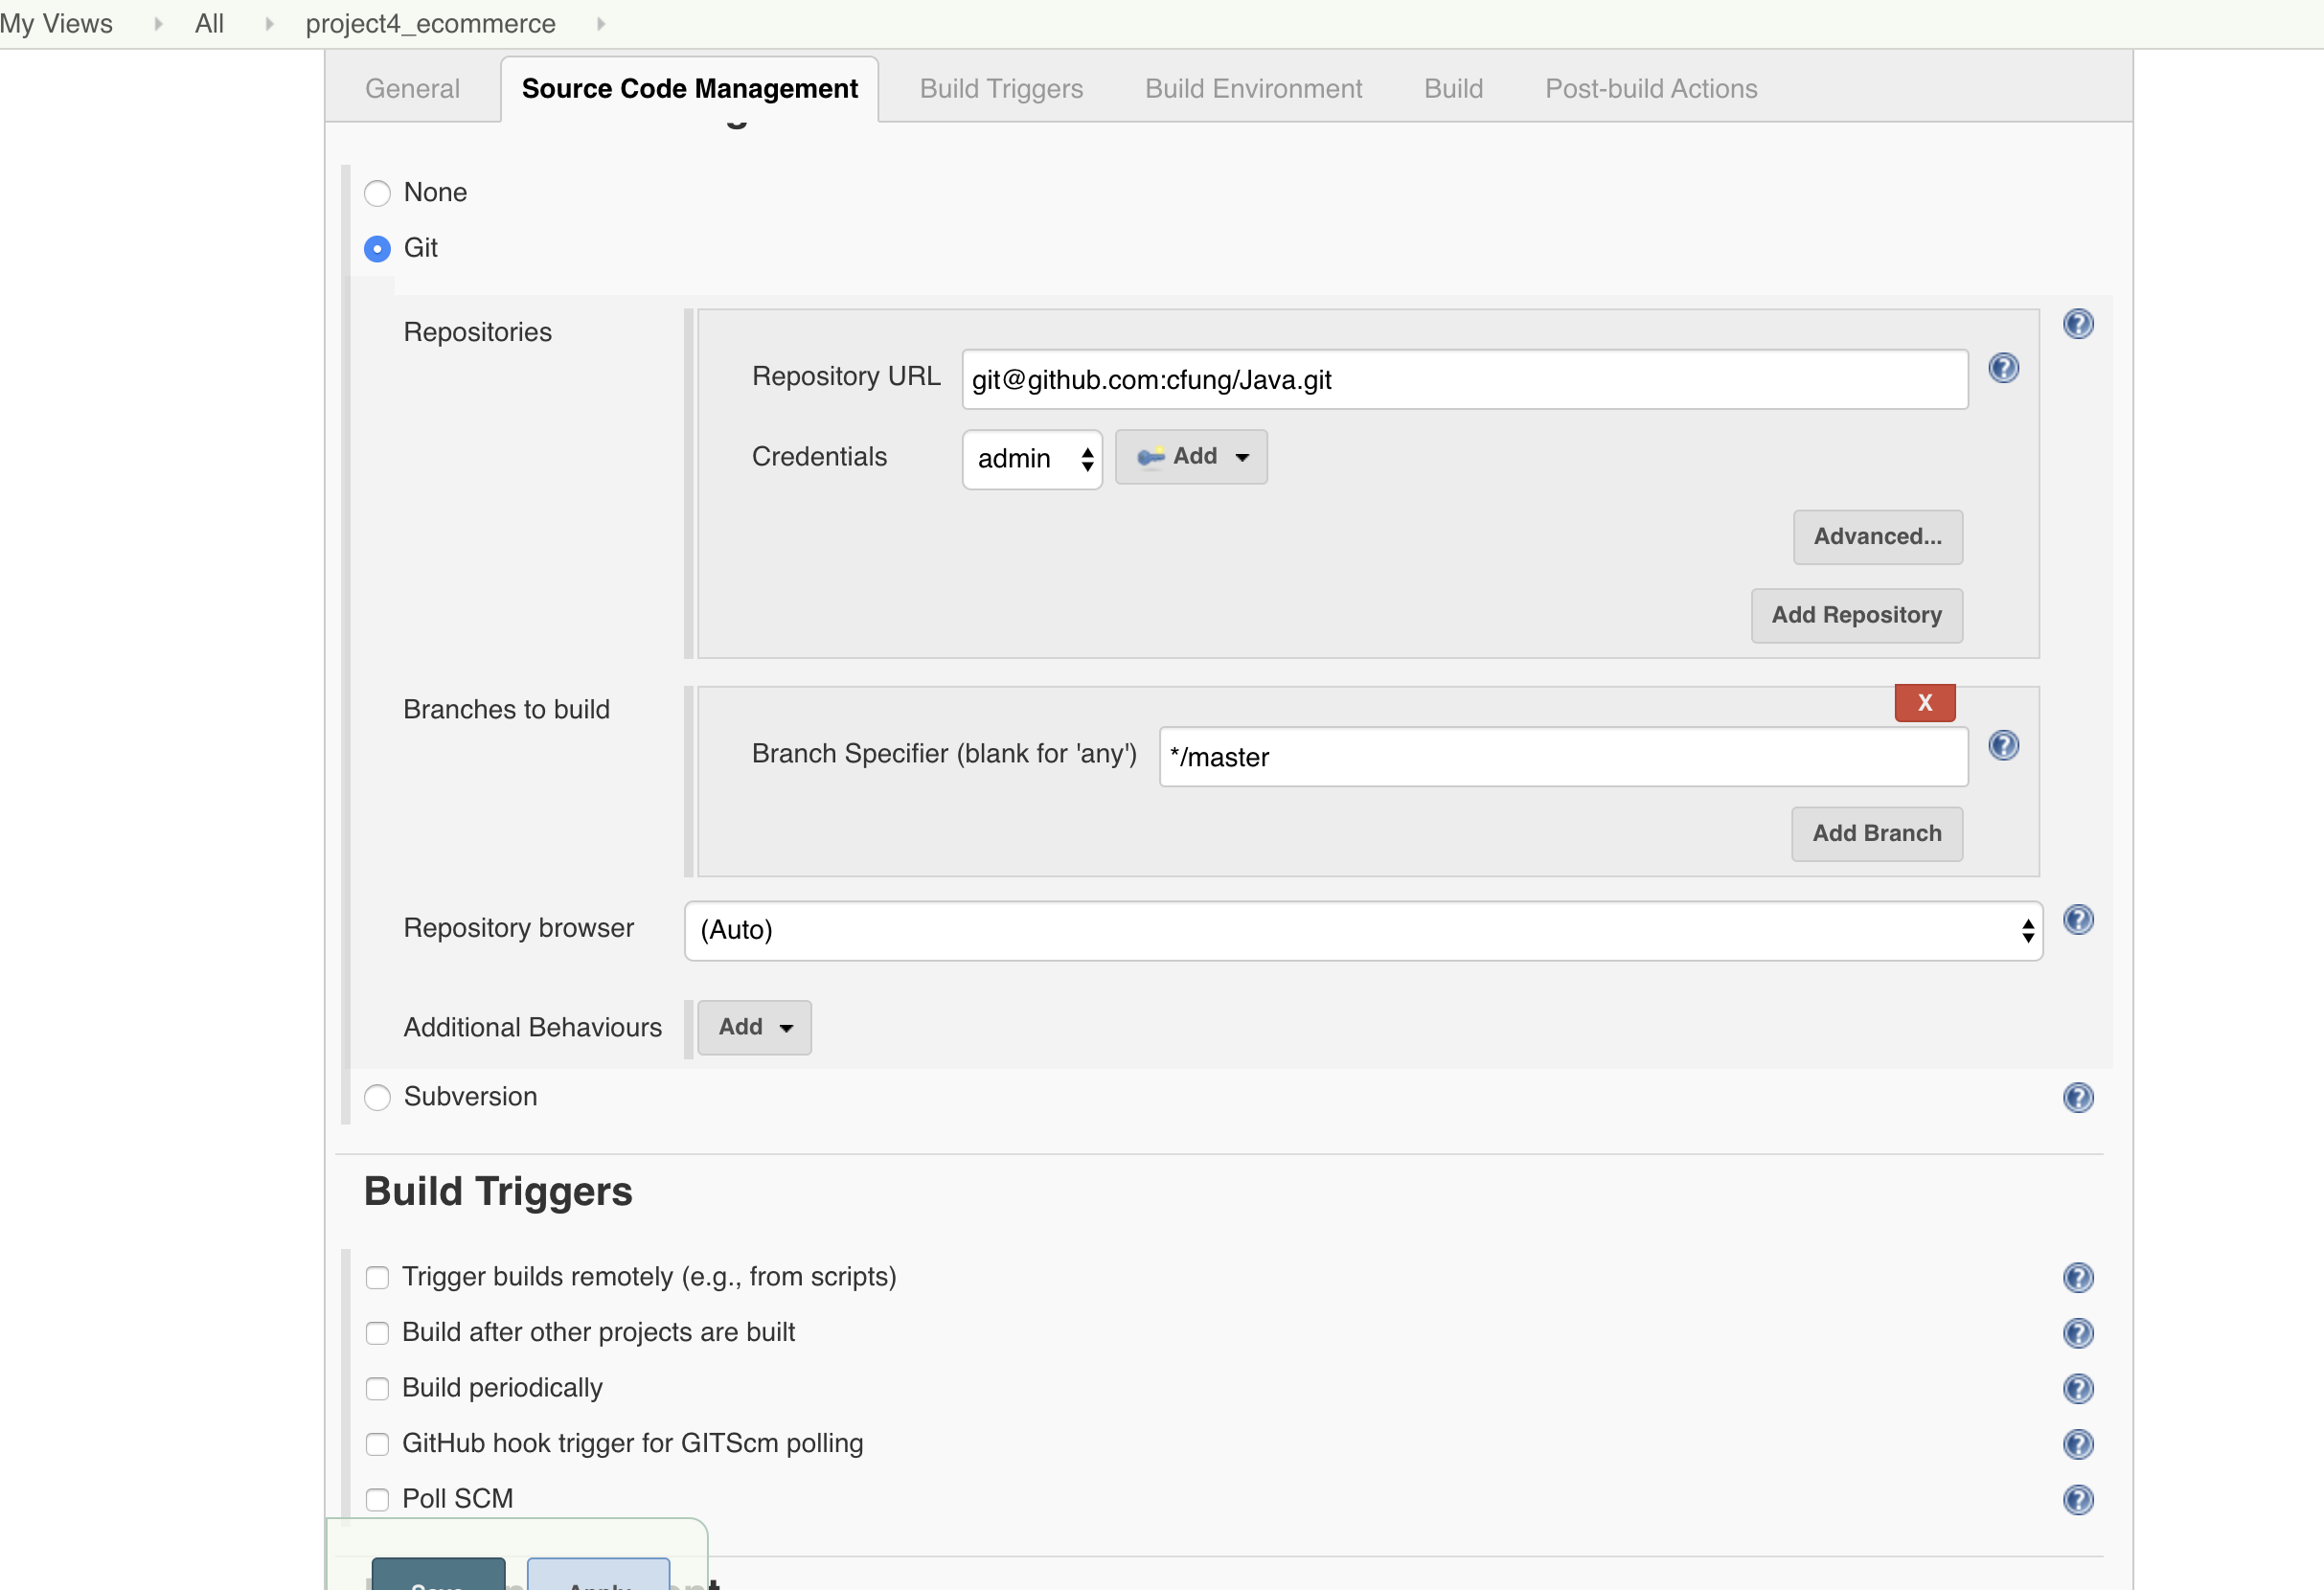 My Views All project4_ecommerce
General Source Code Management Build Triggers Build Environment Build Post-build Actions
None
Git
Repositories
Repository URL git@github.com:cfung/Java.git
Credentials admin Add
Advanced...
Add Repository
Branches to build
X
Branch Specifier (blank for 'any') */master
Add Branch
Repository browser (Auto)
Additional Behaviours Add
Subversion
Build Triggers
Trigger builds remotely (e.g., from scripts)
Build after other projects are built
Build periodically
GitHub hook trigger for GITScm polling
Poll SCM
Save Apply